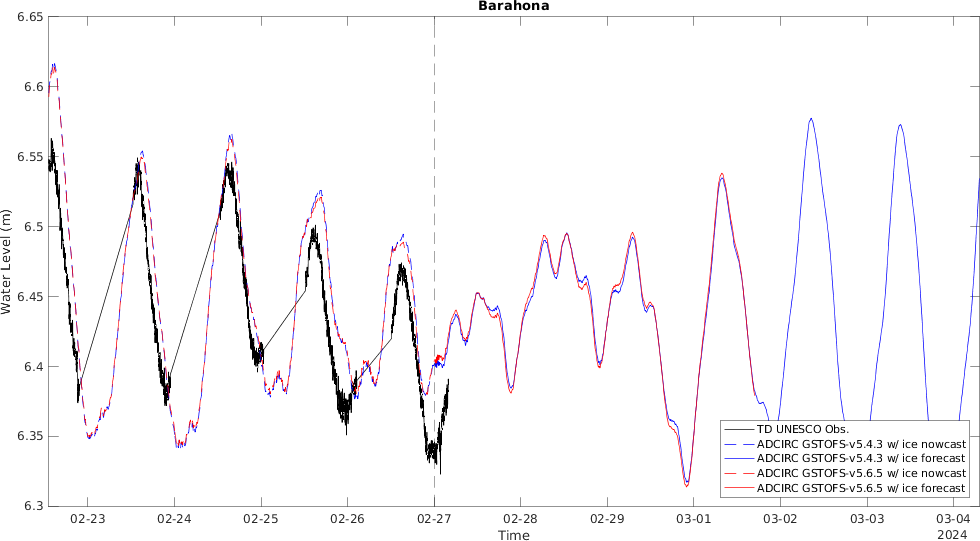 Barahona
6.65
6.6
6.55
6.5
6.45
6.4
6.35
6.3
Water Level (m)
02-23 02-24 02-25 02-26 02-27 02-28 02-29 03-01 03-02 03-03 03-04
2024
Time
TD UNESCO Obs.
ADCIRC GSTOFS-v5.4.3 w/ ice nowcast
ADCIRC GSTOFS-v5.4.3 w/ ice forecast
ADCIRC GSTOFS-v5.6.5 w/ ice nowcast
ADCIRC GSTOFS-v5.6.5 w/ ice forecast